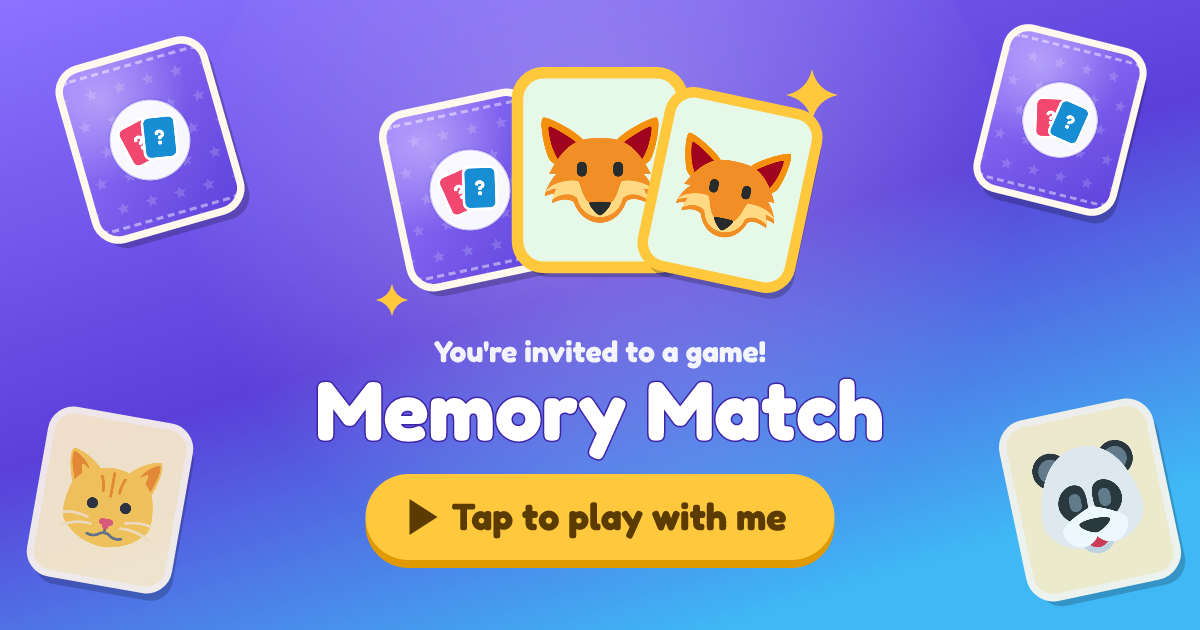 ? ?
? ?
? ?
You're invited to a game!
Memory Match
Tap to play with me